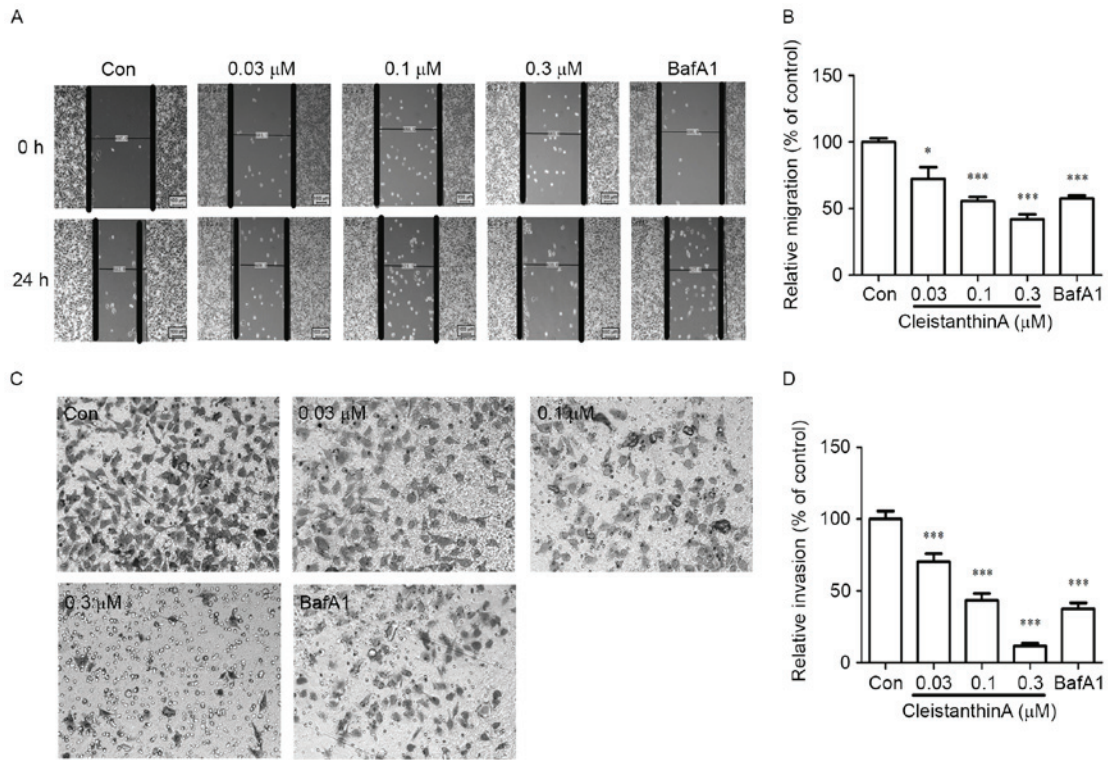 A
Con
0.03 μM
0.1 μM
0.3 μM
BafA1
0 h
24 h
B
Relative migration (% of control)
150
100
50
0
*
***
***
***
Con
0.03
0.1
0.3
BafA1
CleistanthinA (μM)
C
Con
0.03 μM
0.1 μM
0.3 μM
BafA1
D
Relative invasion (% of control)
150
100
50
0
***
***
***
***
Con
0.03
0.1
0.3
BafA1
CleistanthinA (μM)